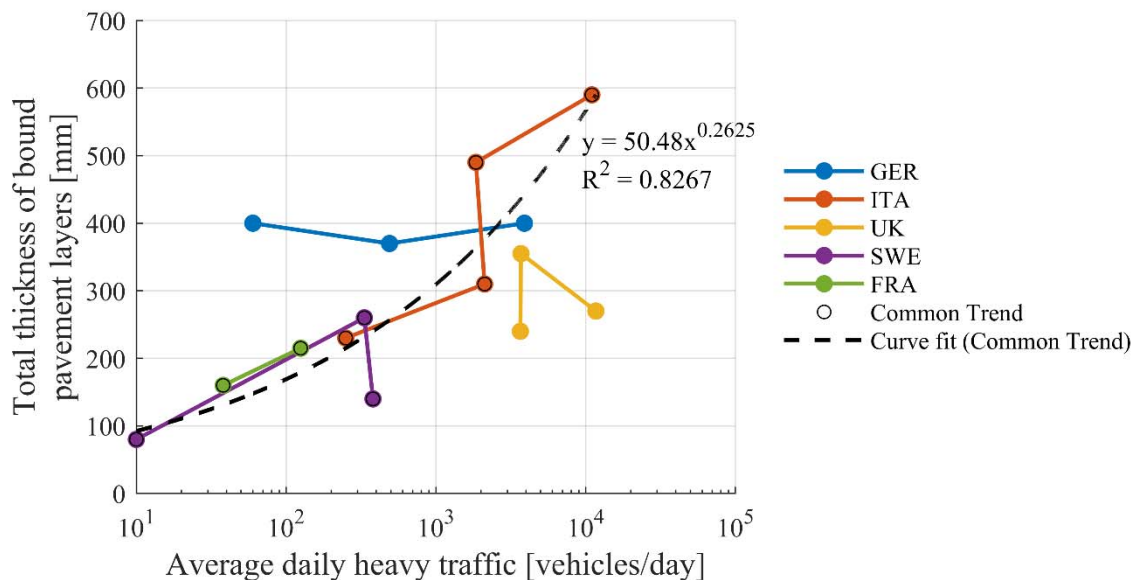 700
600
500
400
300
200
100
0
Total thickness of bound
pavement layers [mm]
y = 50.48x^0.2625
R^2 = 0.8267
10^1
10^2
10^3
10^4
10^5
Average daily heavy traffic [vehicles/day]
GER
ITA
UK
SWE
FRA
Common Trend
Curve fit (Common Trend)